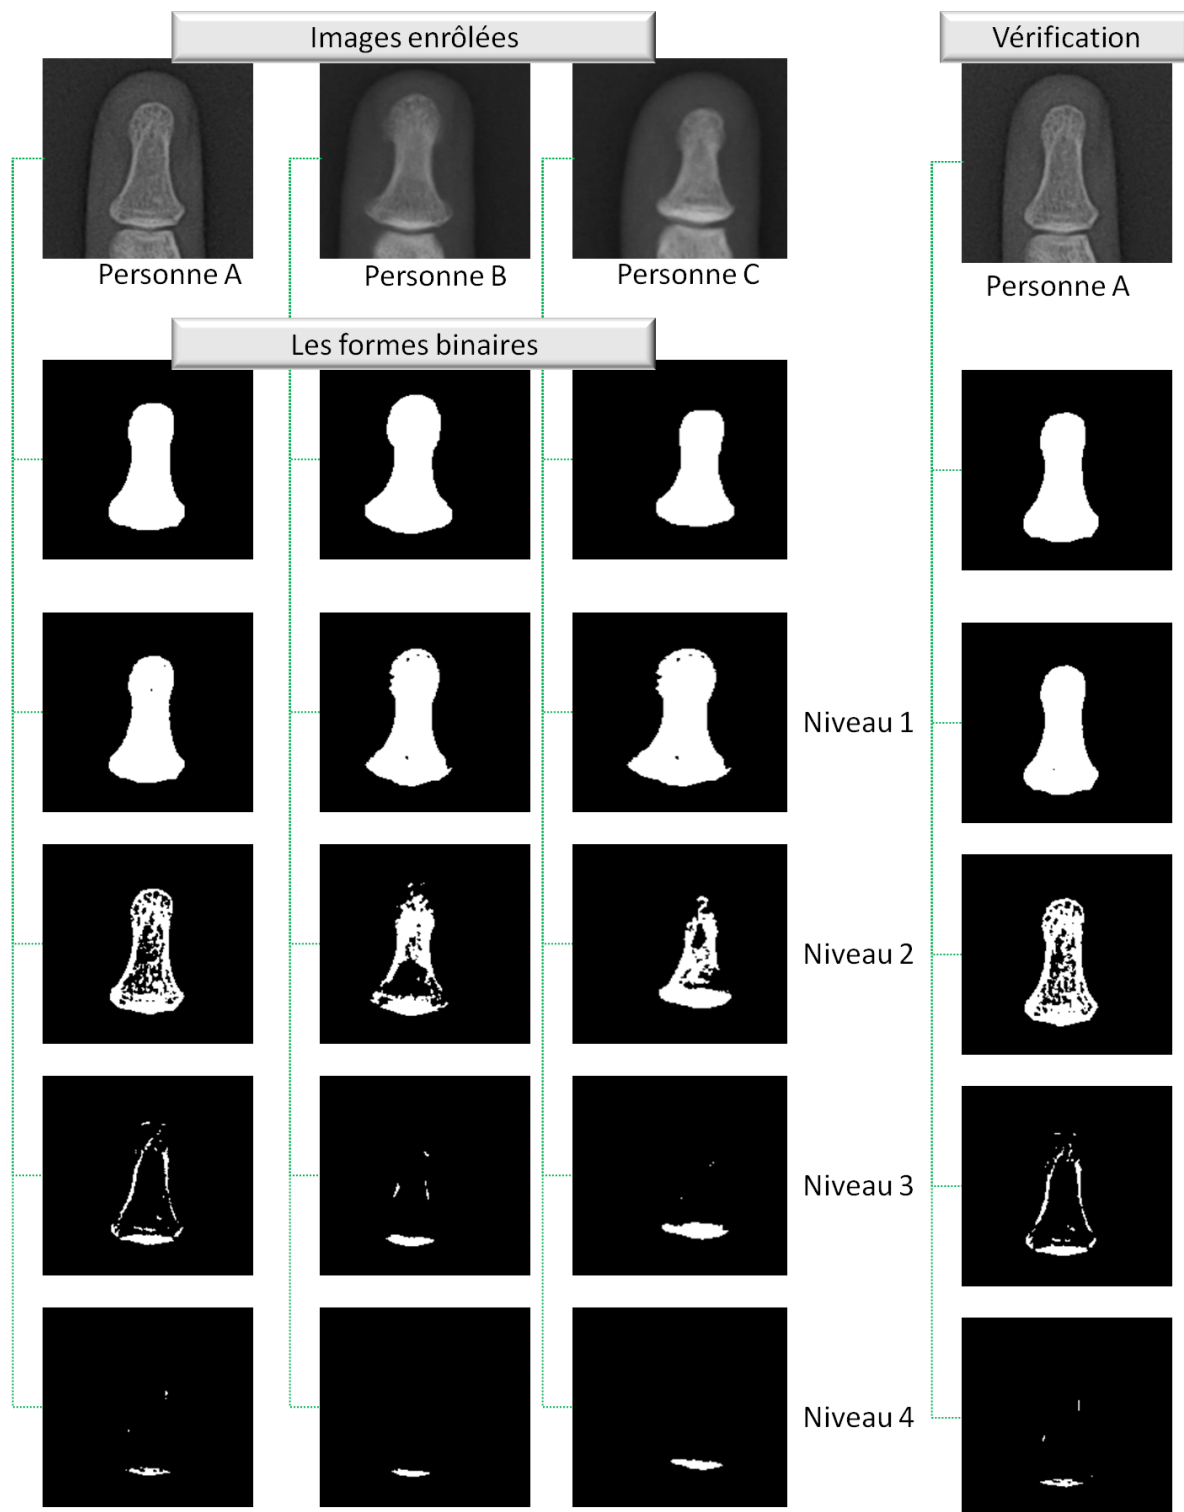 Images enrôlées
Vérification
Personne A
Personne B
Personne C
Personne A
Les formes binaires
Niveau 1
Niveau 2
Niveau 3
Niveau 4